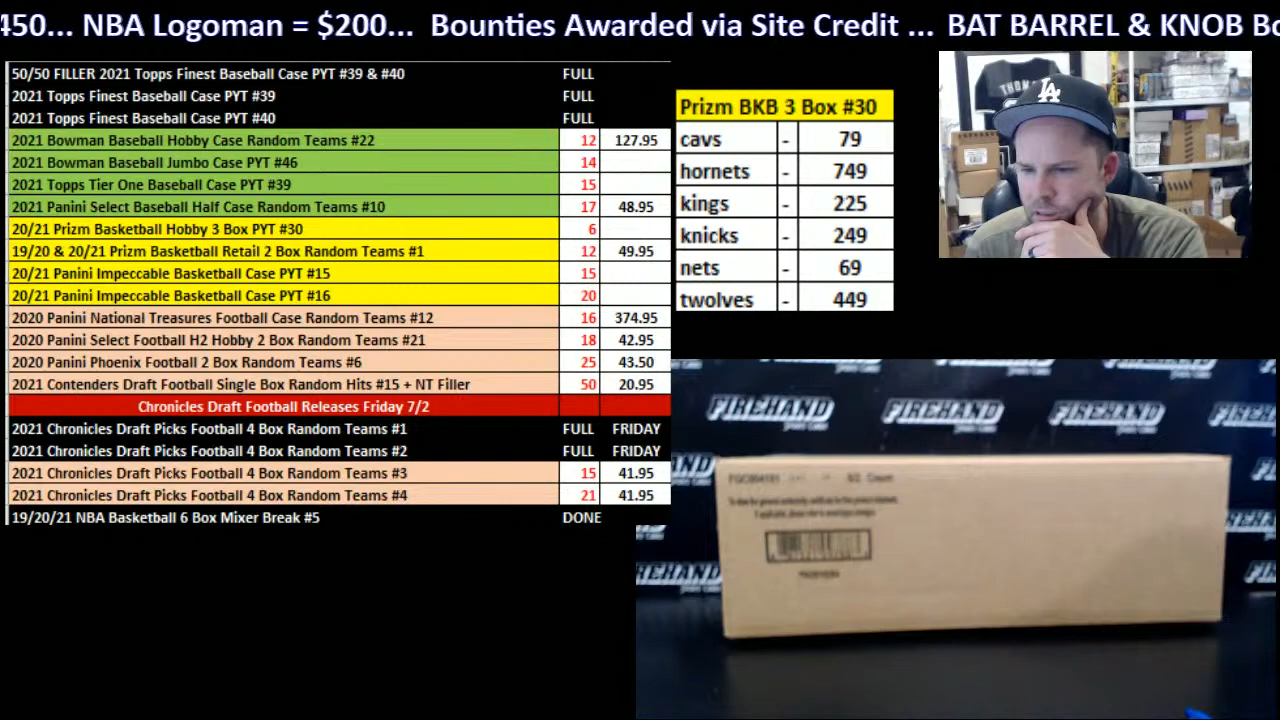 450... NBA Logoman = $200... Bounties Awarded via Site Credit ... BAT BARREL & KNOB Bo
50/50 FILLER 2021 Topps Finest Baseball Case PYT #39 & #40 FULL
2021 Topps Finest Baseball Case PYT #39 FULL
2021 Topps Finest Baseball Case PYT #40 FULL
2021 Bowman Baseball Hobby Case Random Teams #22 12 127.95
2021 Bowman Baseball Jumbo Case PYT #46 14
2021 Topps Tier One Baseball Case PYT #39 15
2021 Panini Select Baseball Half Case Random Teams #10 17 48.95
20/21 Prizm Basketball Hobby 3 Box PYT #30 6
19/20 & 20/21 Prizm Basketball Retail 2 Box Random Teams #1 12 49.95
20/21 Panini Impeccable Basketball Case PYT #15 15
20/21 Panini Impeccable Basketball Case PYT #16 20
2020 Panini National Treasures Football Case Random Teams #12 16 374.95
2020 Panini Select Football H2 Hobby 2 Box Random Teams #21 18 42.95
2020 Panini Phoenix Football 2 Box Random Teams #6 25 43.50
2021 Contenders Draft Football Single Box Random Hits #15 + NT Filler 50 20.95
Chronicles Draft Football Releases Friday 7/2
2021 Chronicles Draft Picks Football 4 Box Random Teams #1 FULL FRIDAY
2021 Chronicles Draft Picks Football 4 Box Random Teams #2 FULL FRIDAY
2021 Chronicles Draft Picks Football 4 Box Random Teams #3 15 41.95
2021 Chronicles Draft Picks Football 4 Box Random Teams #4 21 41.95
19/20/21 NBA Basketball 6 Box Mixer Break #5 DONE
Prizm BKB 3 Box #30
cavs - 79
hornets - 749
kings - 225
knicks - 249
nets - 69
twolves - 449
LA
FIREHAND FIREHAND FIREHAND